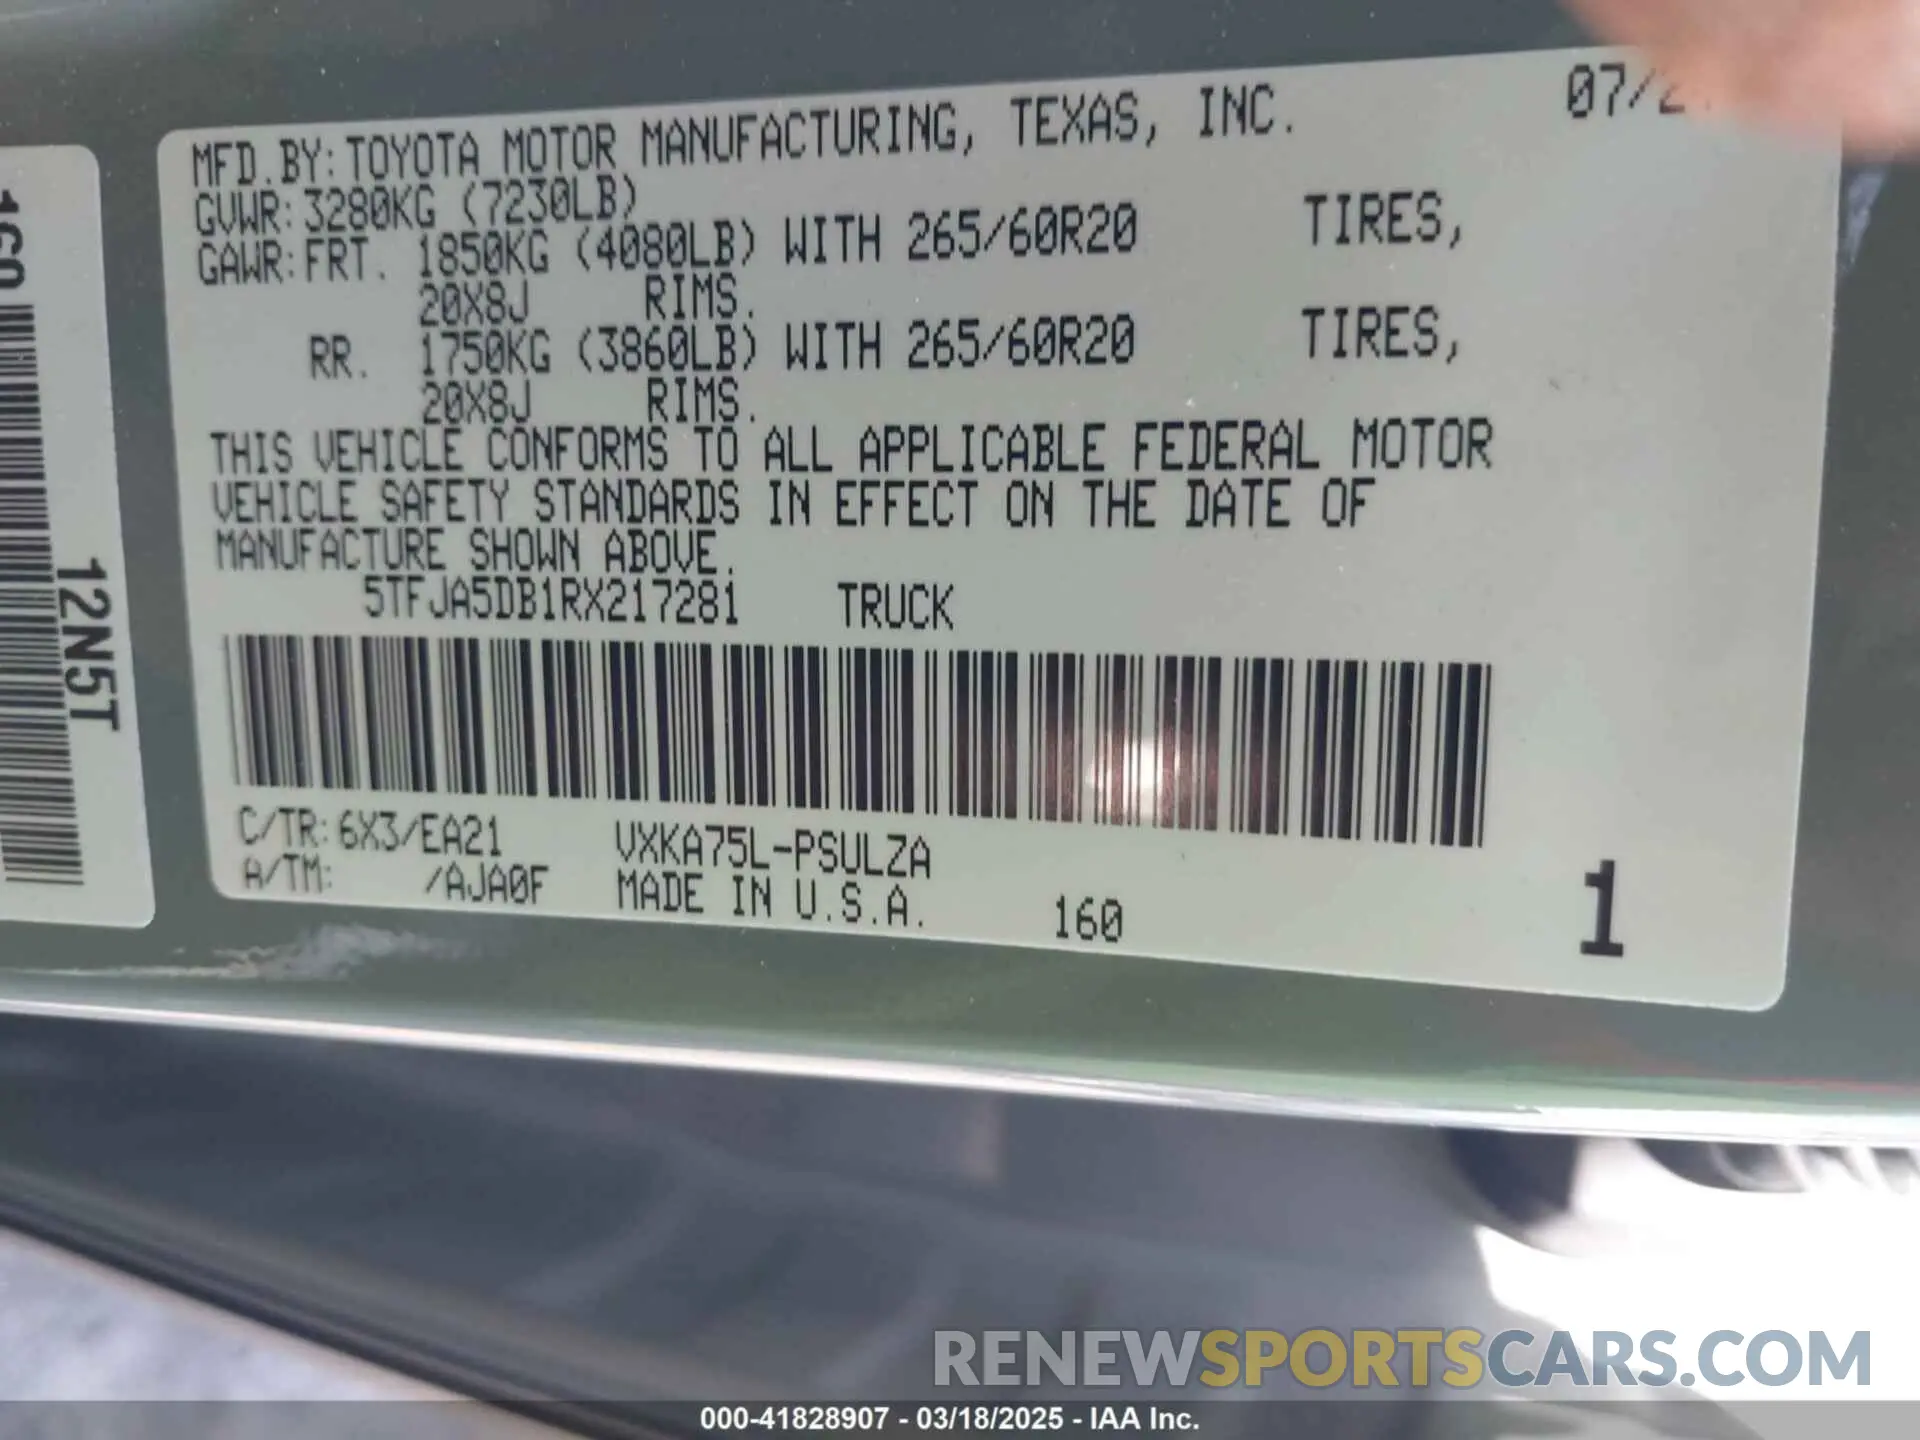 MFD.BY:TOYOTA MOTOR MANUFACTURING, TEXAS, INC. 07/2
GVWR:3280KG (7230LB)
GAWR:FRT. 1850KG (4080LB) WITH 265/60R20 TIRES,
20X8J RIMS.
RR. 1750KG (3860LB) WITH 265/60R20 TIRES,
20X8J RIMS.
THIS VEHICLE CONFORMS TO ALL APPLICABLE FEDERAL MOTOR
VEHICLE SAFETY STANDARDS IN EFFECT ON THE DATE OF
MANUFACTURE SHOWN ABOVE.
5TFJA5DB1RX217281 TRUCK
C/TR:6X3/EA21 VXKA75L-PSULZA
A/TM: /AJA0F MADE IN U.S.A. 160
1
160
12N5T
RENEWSPORTSCARS.COM
000-41828907 - 03/18/2025 - IAA Inc.